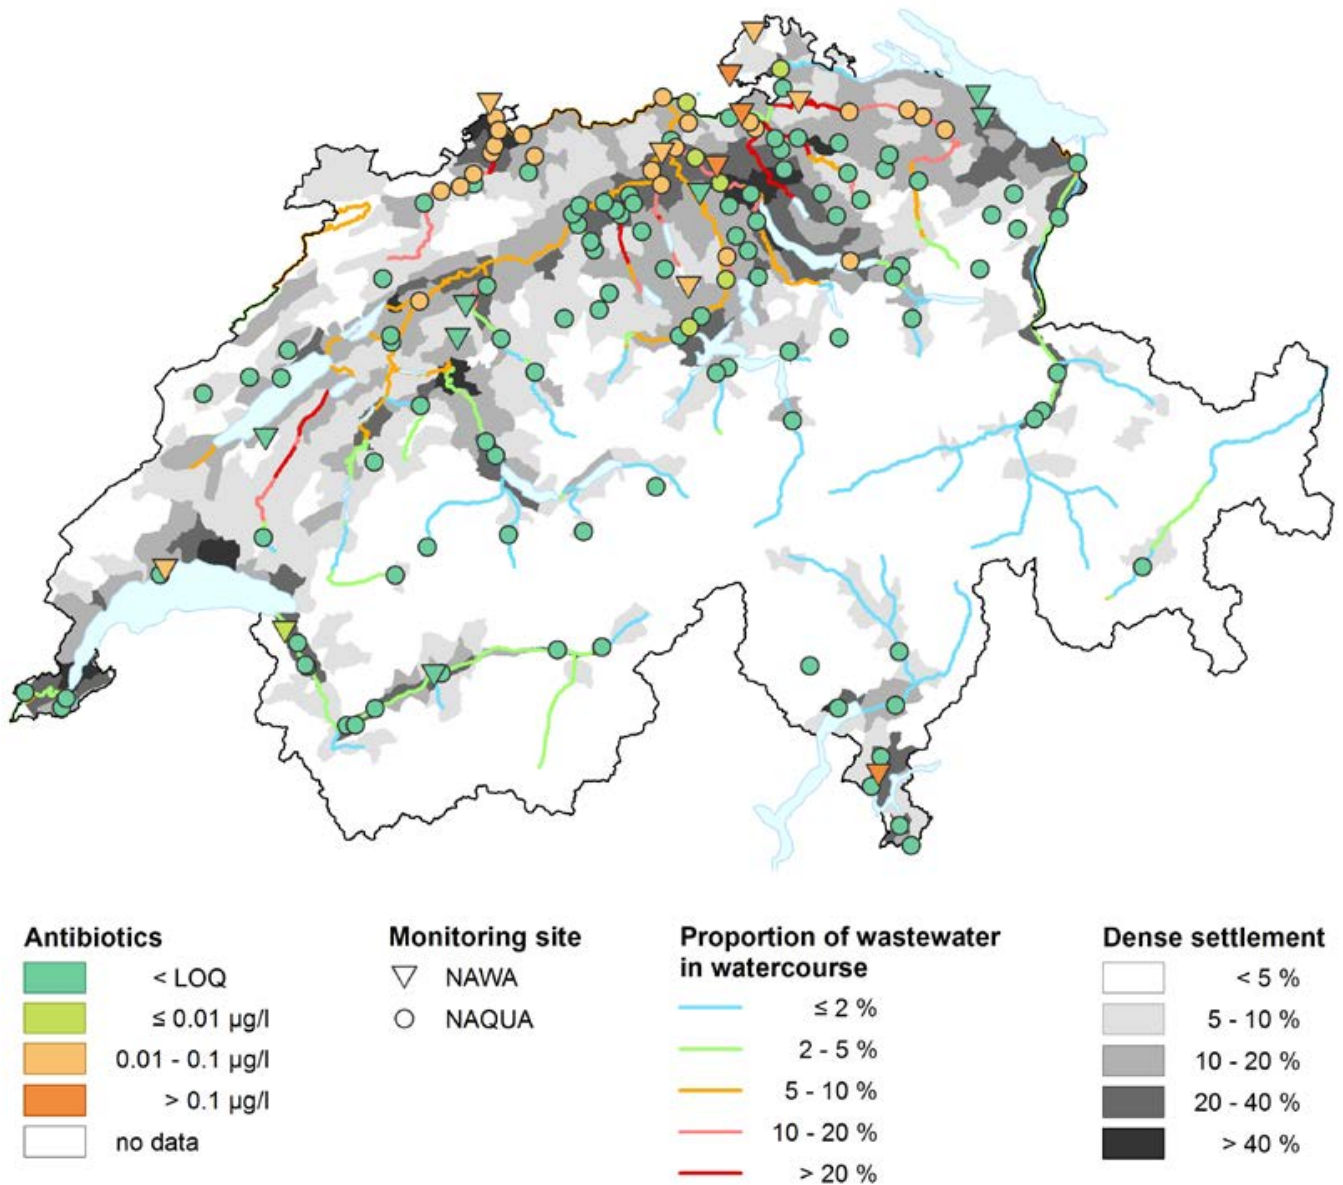 Antibiotics
< LOQ
≤ 0.01 µg/l
0.01 - 0.1 µg/l
> 0.1 µg/l
no data
Monitoring site
NAWA
NAQUA
Proportion of wastewater
in watercourse
≤ 2 %
2 - 5 %
5 - 10 %
10 - 20 %
> 20 %
Dense settlement
< 5 %
5 - 10 %
10 - 20 %
20 - 40 %
> 40 %